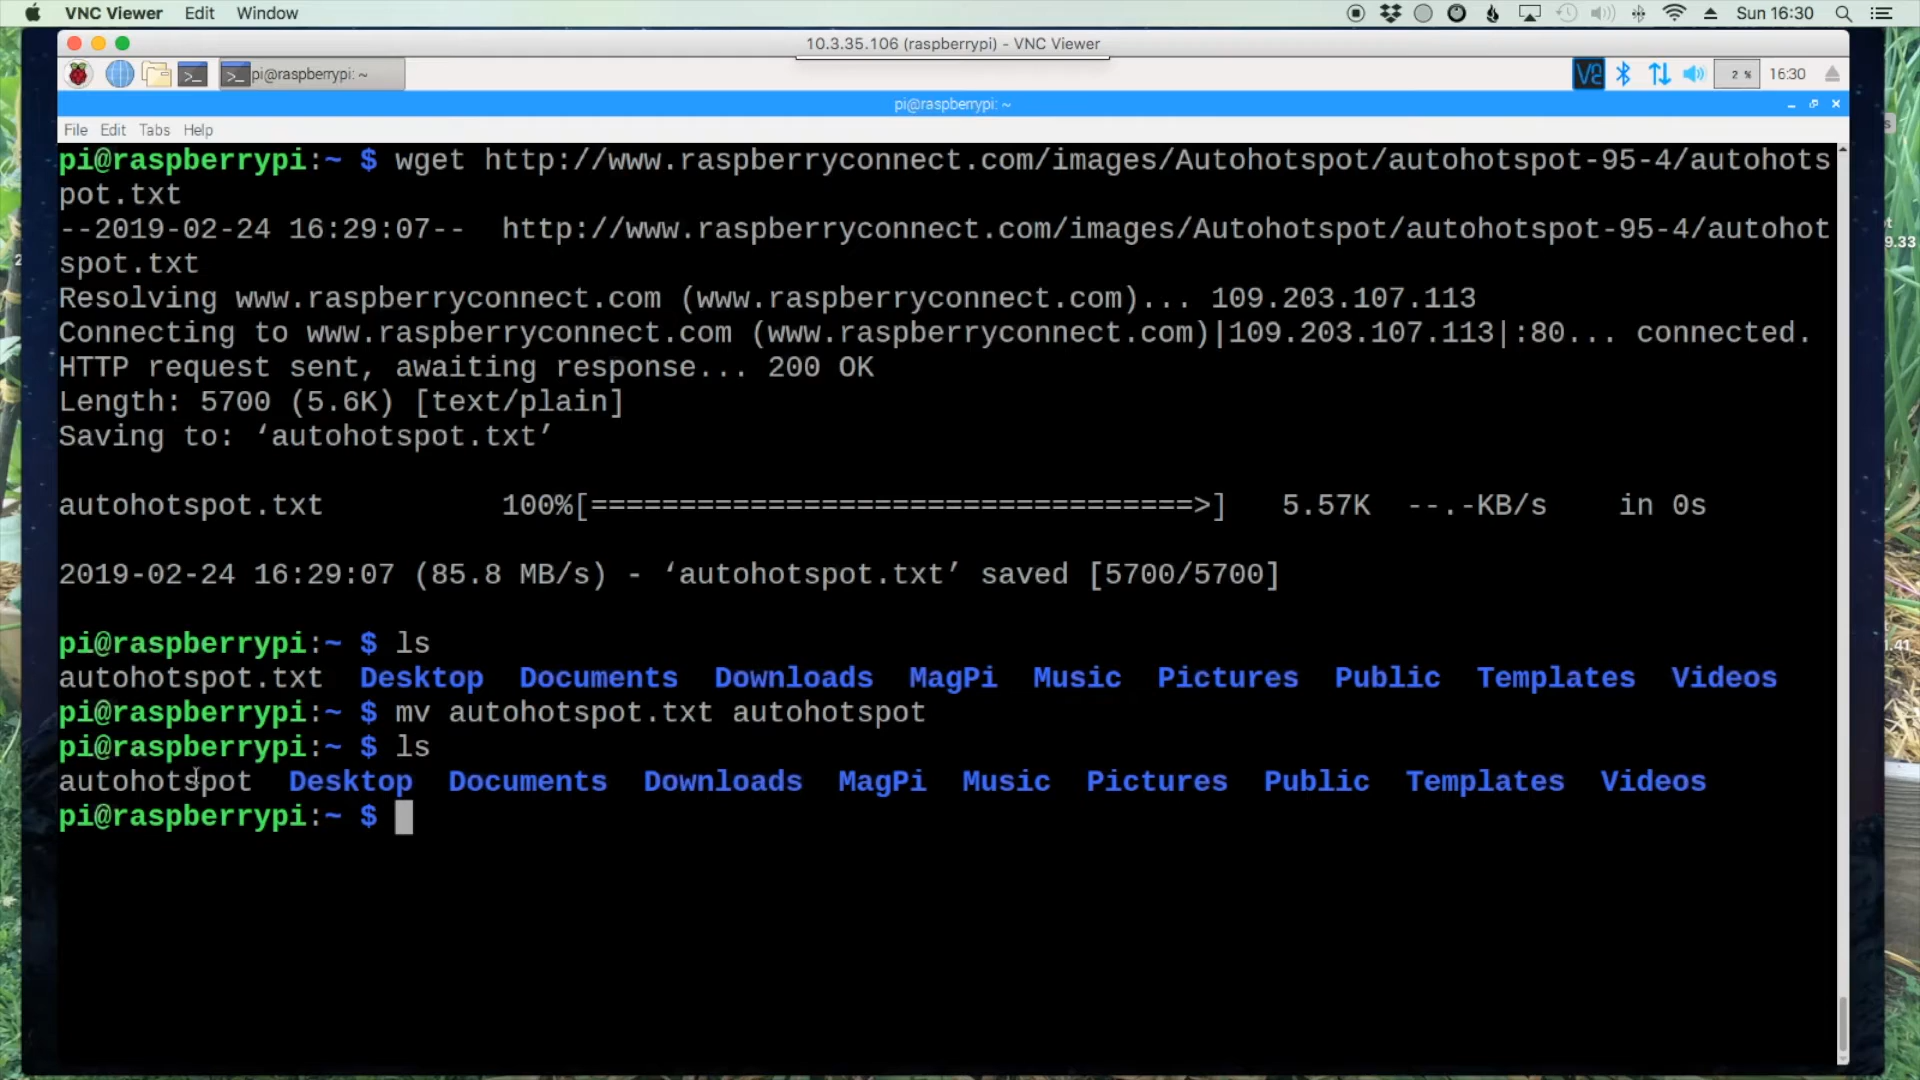 VNC Viewer Edit Window Sun 16:30
10.3.35.106 (raspberrypi) - VNC Viewer
pi@raspberrypi: ~ 2 % 16:30
pi@raspberrypi: ~
File Edit Tabs Help
pi@raspberrypi:~ $ wget http://www.raspberryconnect.com/images/Autohotspot/autohotspot-95-4/autohots
pot.txt
--2019-02-24 16:29:07-- http://www.raspberryconnect.com/images/Autohotspot/autohotspot-95-4/autohot
spot.txt
Resolving www.raspberryconnect.com (www.raspberryconnect.com)... 109.203.107.113
Connecting to www.raspberryconnect.com (www.raspberryconnect.com)|109.203.107.113|:80... connected.
HTTP request sent, awaiting response... 200 OK
Length: 5700 (5.6K) [text/plain]
Saving to: ‘autohotspot.txt’
autohotspot.txt 100%[==================================>] 5.57K --.-KB/s in 0s
2019-02-24 16:29:07 (85.8 MB/s) - ‘autohotspot.txt’ saved [5700/5700]
pi@raspberrypi:~ $ ls
autohotspot.txt Desktop Documents Downloads MagPi Music Pictures Public Templates Videos
pi@raspberrypi:~ $ mv autohotspot.txt autohotspot
pi@raspberrypi:~ $ ls
autohotspot Desktop Documents Downloads MagPi Music Pictures Public Templates Videos
pi@raspberrypi:~ $